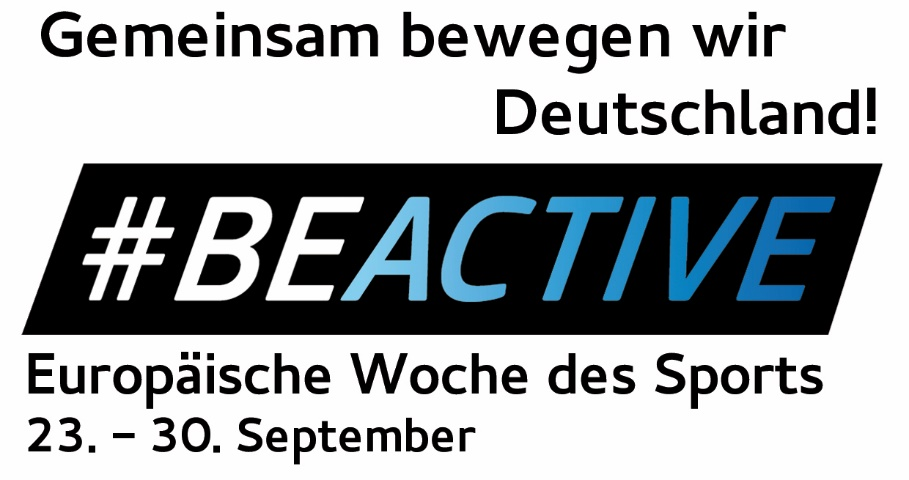 Gemeinsam bewegen wir
Deutschland!
#BEACTIVE
Europäische Woche des Sports
23. – 30. September